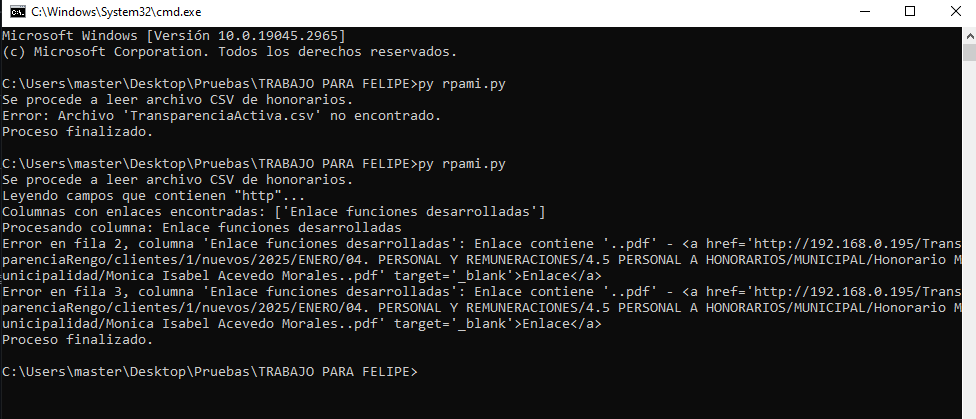 C:\Windows\System32\cmd.exe
Microsoft Windows [Versión 10.0.19045.2965]
(c) Microsoft Corporation. Todos los derechos reservados.
C:\Users\master\Desktop\Pruebas\TRABAJO PARA FELIPE>py rpami.py
Se procede a leer archivo CSV de honorarios.
Error: Archivo 'TransparenciaActiva.csv' no encontrado.
Proceso finalizado.
C:\Users\master\Desktop\Pruebas\TRABAJO PARA FELIPE>py rpami.py
Se procede a leer archivo CSV de honorarios.
Leyendo campos que contienen "http"...
Columnas con enlaces encontradas: ['Enlace funciones desarrolladas']
Procesando columna: Enlace funciones desarrolladas
Error en fila 2, columna 'Enlace funciones desarrolladas': Enlace contiene '..pdf' - <a href='http://192.168.0.195/Trans
parenciaRengo/clientes/1/nuevos/2025/ENERO/04. PERSONAL Y REMUNERACIONES/4.5 PERSONAL A HONORARIOS/MUNICIPAL/Honorario M
unicipalidad/Monica Isabel Acevedo Morales..pdf' target='_blank'>Enlace</a>
Error en fila 3, columna 'Enlace funciones desarrolladas': Enlace contiene '..pdf' - <a href='http://192.168.0.195/Trans
parenciaRengo/clientes/1/nuevos/2025/ENERO/04. PERSONAL Y REMUNERACIONES/4.5 PERSONAL A HONORARIOS/MUNICIPAL/Honorario M
unicipalidad/Monica Isabel Acevedo Morales..pdf' target='_blank'>Enlace</a>
Proceso finalizado.
C:\Users\master\Desktop\Pruebas\TRABAJO PARA FELIPE>